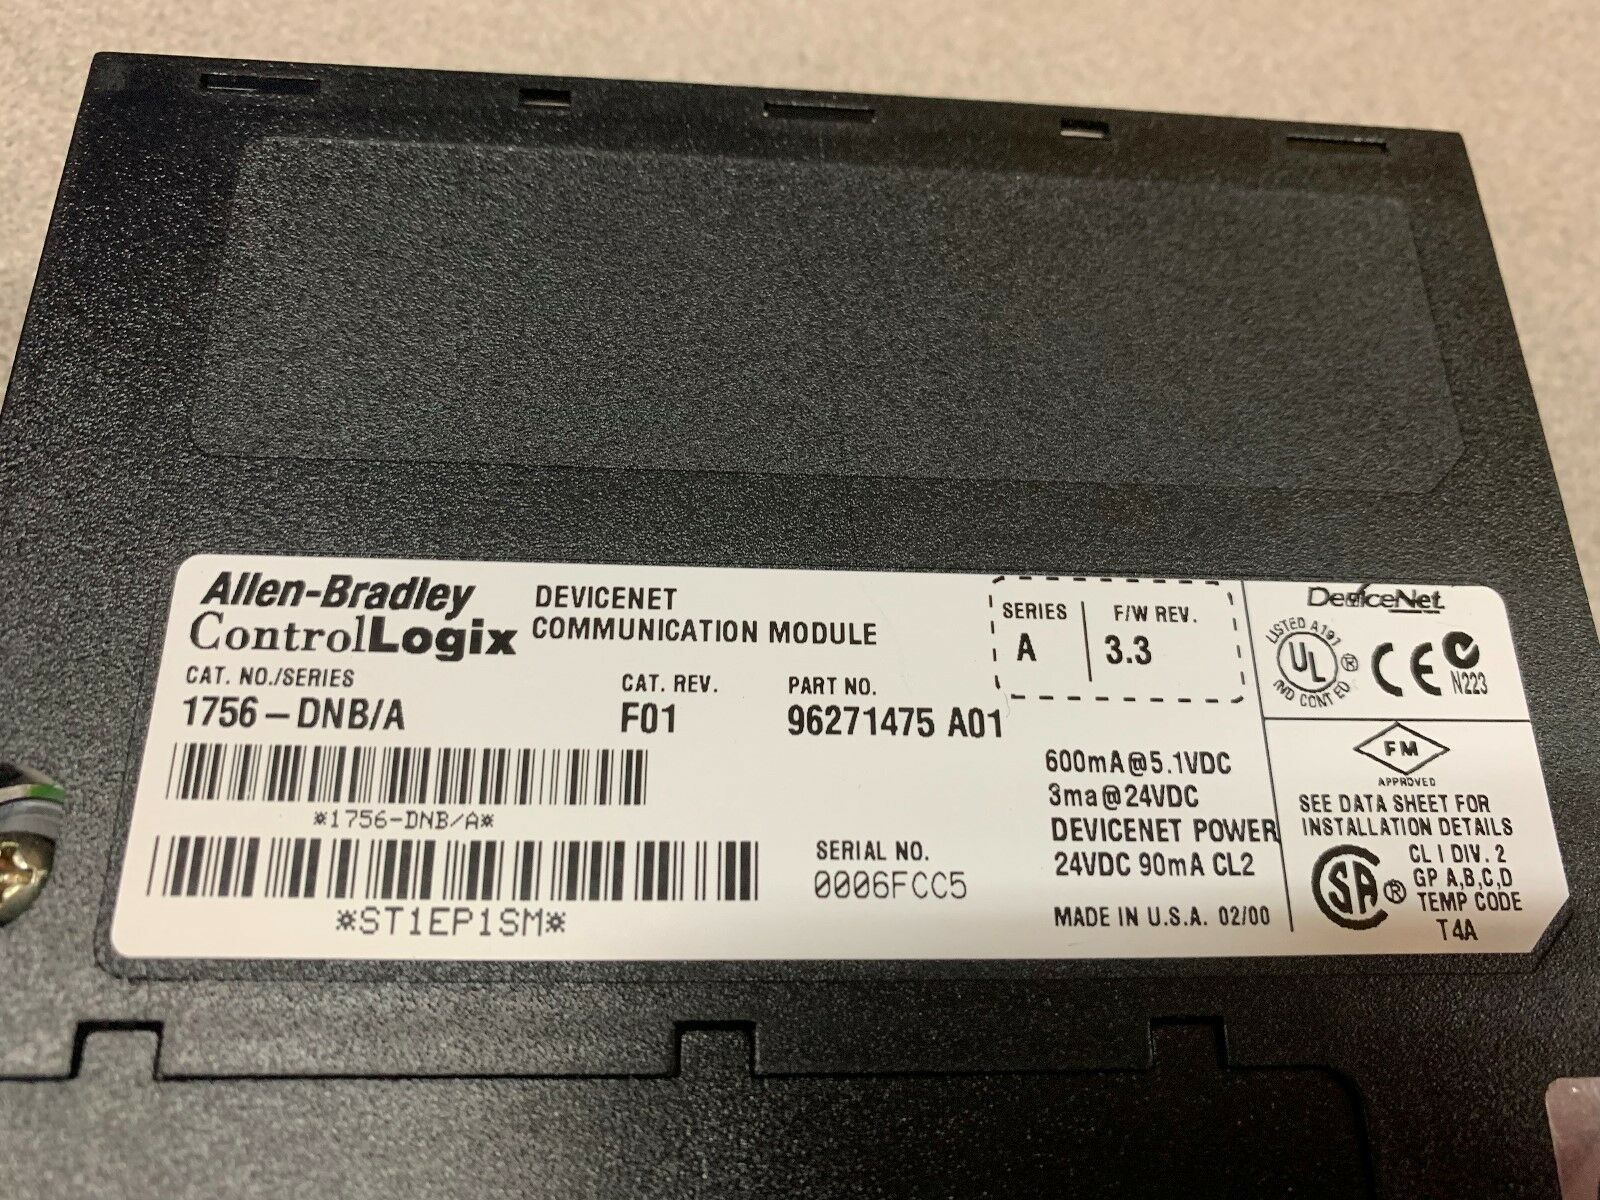 Allen-Bradley
ControlLogix
DEVICENET
COMMUNICATION MODULE
SERIES F/W REV.
A 3.3
CAT. NO./SERIES CAT. REV. PART NO.
1756-DNB/A F01 96271475 A01
*1756-DNB/A*
*ST1EP1SM*
SERIAL NO.
0006FCC5
600mA@5.1VDC
3ma@24VDC
DEVICENET POWER
24VDC 90mA CL2
MADE IN U.S.A. 02/00
DeviceNet
LISTED A197
UL ®
IND CONT EQ
CE N223
FM
APPROVED
SEE DATA SHEET FOR
INSTALLATION DETAILS
SA ®
CL I DIV. 2
GP A,B,C,D
TEMP CODE
T4A